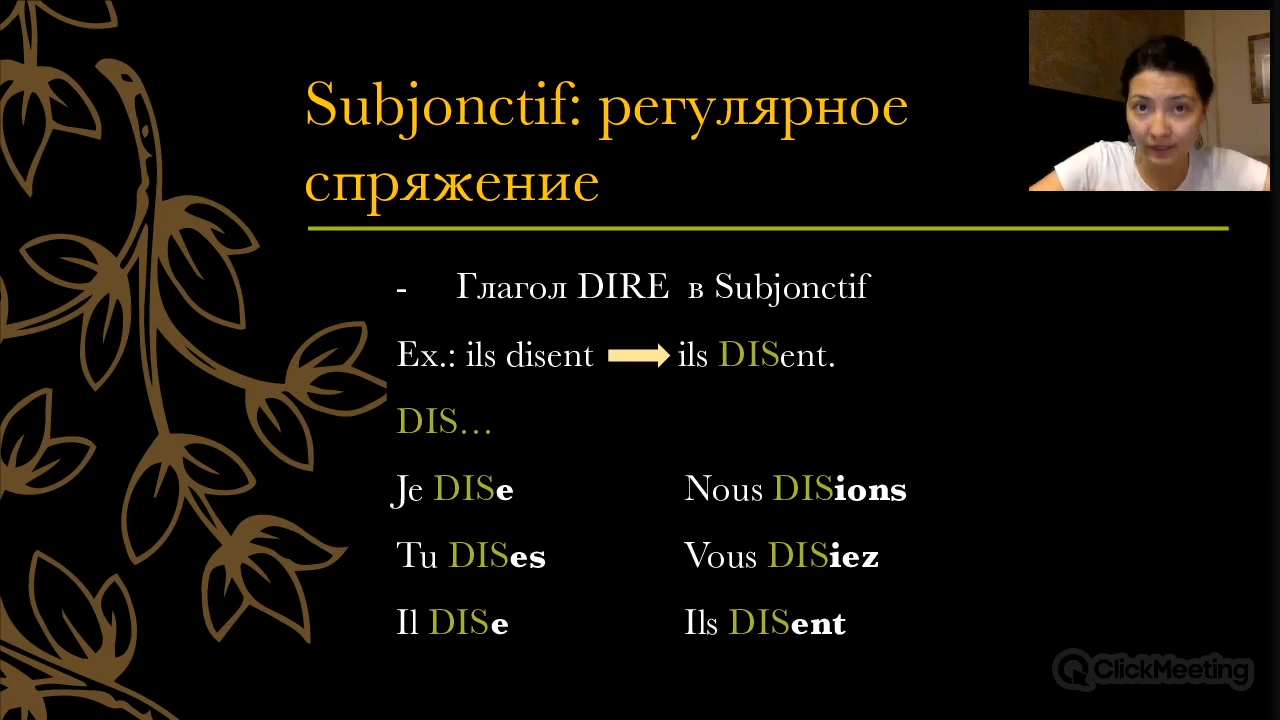 Subjonctif: регулярное
спряжение
- Глагол DIRE в Subjonctif
Ex.: ils disent ils DISent.
DIS...
Je DISe Nous DISions
Tu DISes Vous DISiez
Il DISe Ils DISent
ClickMeeting